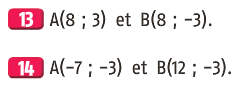 13 A(8 ; 3) et B(8 ; −3).
14 A(−7 ; −3) et B(12 ; −3).